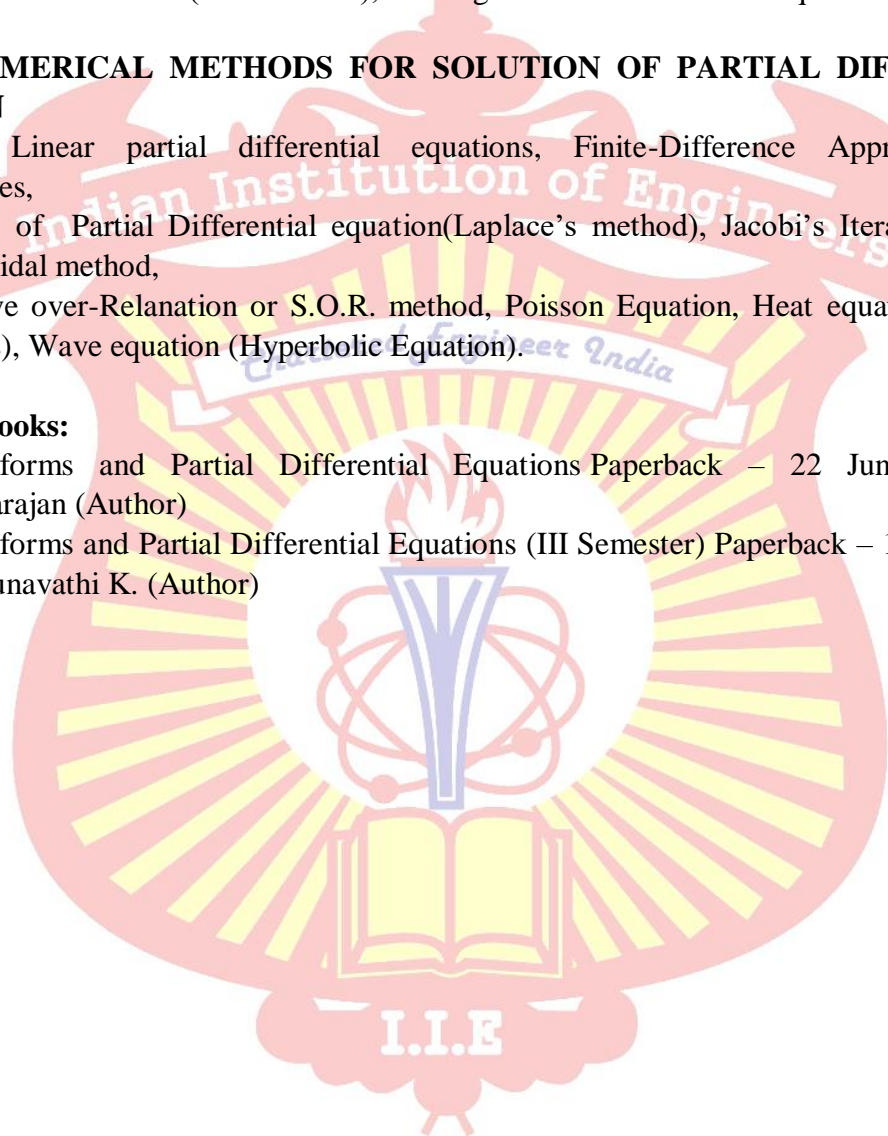 MERICAL METHODS FOR SOLUTION OF PARTIAL DIF
Linear partial differential equations, Finite-Difference Appr
es,
of Partial Differential equation(Laplace's method), Jacobi's Itera
idal method,
ve over-Relanation or S.O.R. method, Poisson Equation, Heat equa
), Wave equation (Hyperbolic Equation).
ooks:
forms and Partial Differential Equations Paperback – 22 Jun
arajan (Author)
forms and Partial Differential Equations (III Semester) Paperback – 1
unavathi K. (Author)
Indian Institution of Engineers
Chartered Engineer India
I.I.E